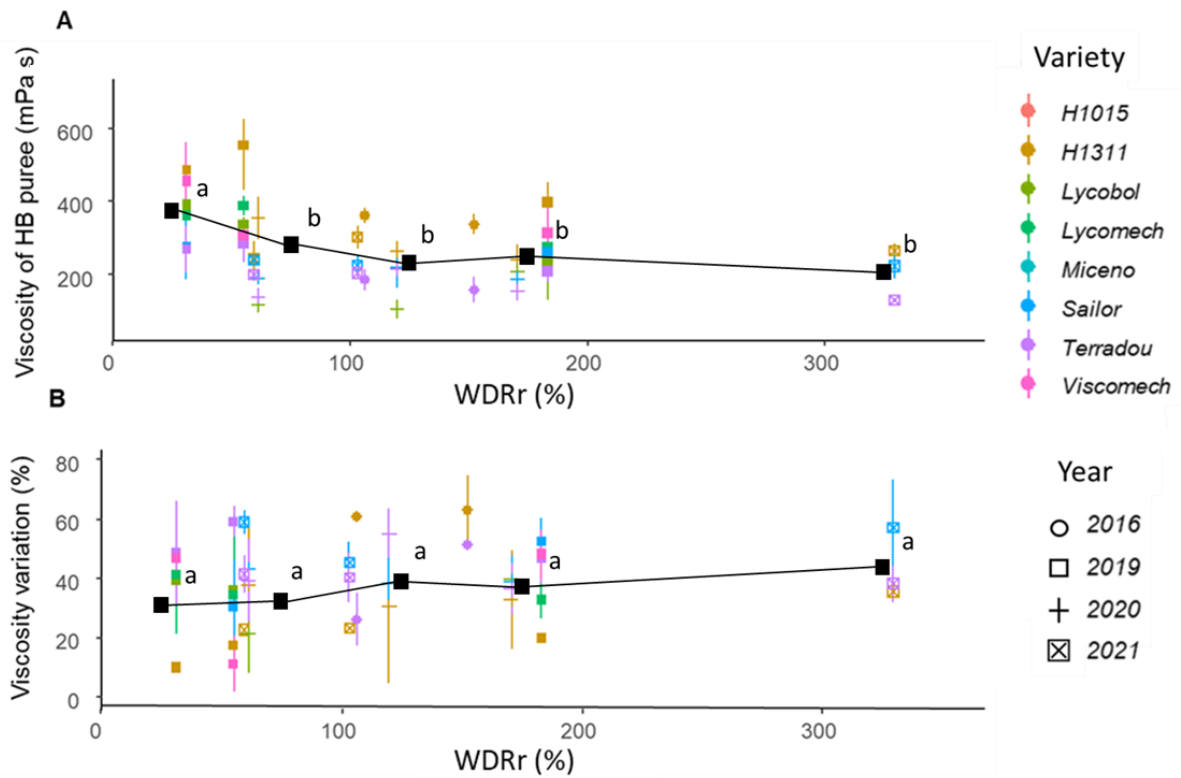 A
Viscosity of HB puree (mPa s)
600
400
200
a
b
b
b
b
0
100
200
300
WDRr (%)
Variety
H1015
H1311
Lycobol
Lycomech
Miceno
Sailor
Terradou
Viscomech
B
Viscosity variation (%)
80
60
40
20
0
a
a
a
a
a
0
100
200
300
WDRr (%)
Year
2016
2019
2020
2021